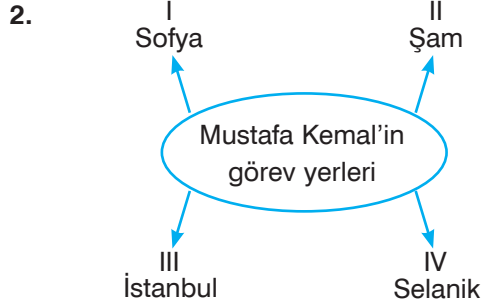 2.
I
Sofya
II
Şam
Mustafa Kemal'in
görev yerleri
III
İstanbul
IV
Selanik